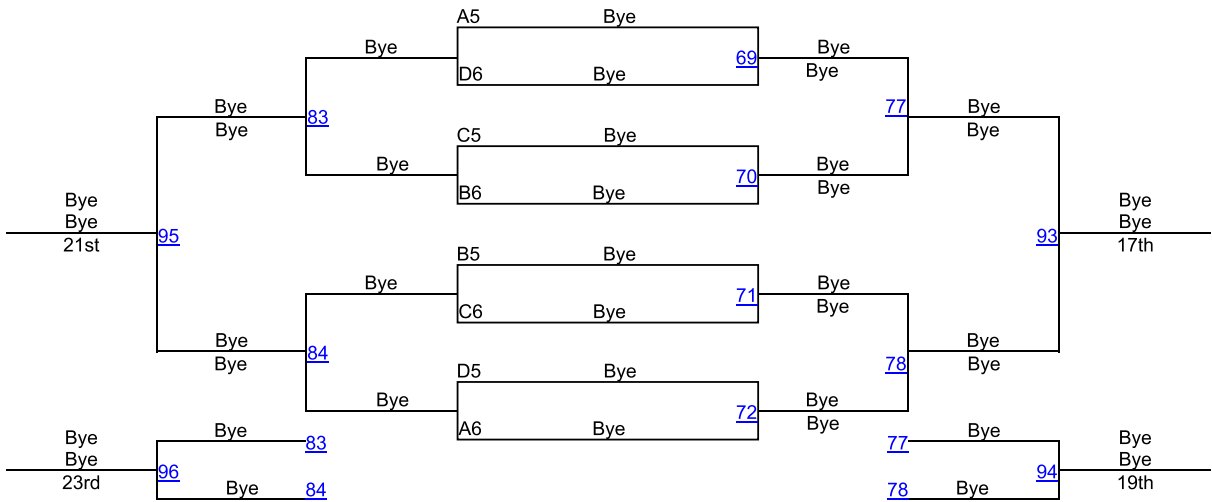 A5 Bye
Bye 69 Bye
D6 Bye Bye
Bye 83 77 Bye
Bye Bye
C5 Bye
Bye 70 Bye
B6 Bye Bye
Bye Bye
Bye 95 93 Bye
21st 17th
B5 Bye
Bye 71 Bye
C6 Bye Bye
Bye 84 78 Bye
Bye Bye
D5 Bye
Bye 72 Bye
A6 Bye Bye
Bye Bye 83 77 Bye Bye
Bye 96 94 Bye
23rd Bye 84 78 Bye 19th